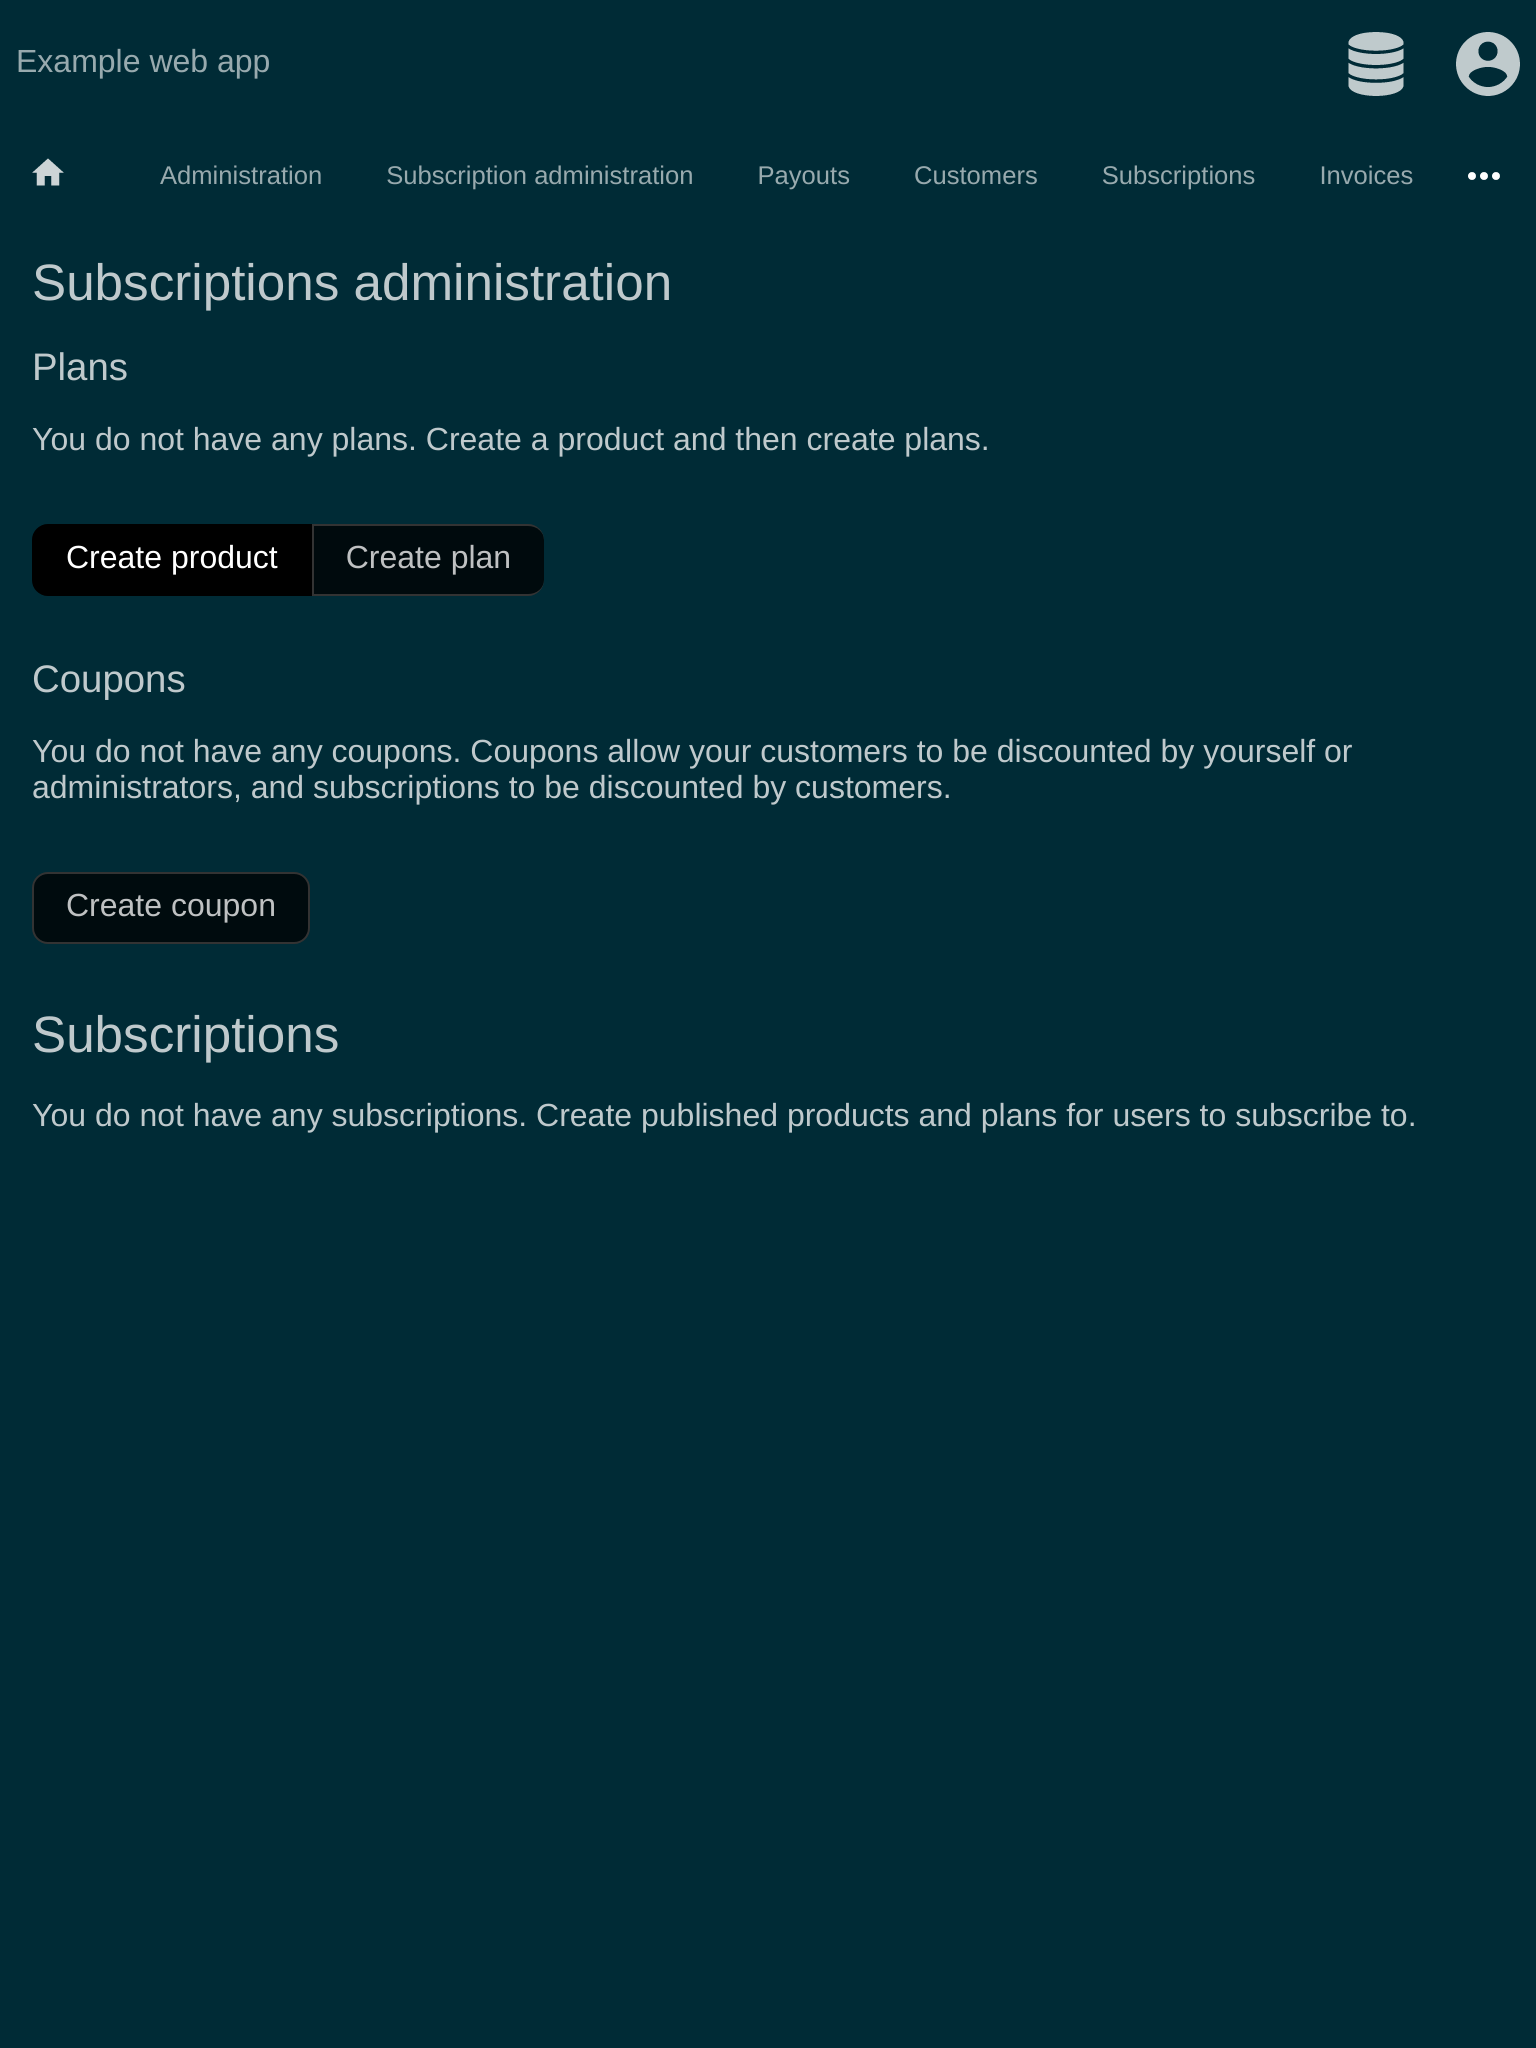 Example web app
Administration Subscription administration Payouts Customers Subscriptions Invoices
Subscriptions administration
Plans
You do not have any plans. Create a product and then create plans.
Create product Create plan
Coupons
You do not have any coupons. Coupons allow your customers to be discounted by yourself or
administrators, and subscriptions to be discounted by customers.
Create coupon
Subscriptions
You do not have any subscriptions. Create published products and plans for users to subscribe to.